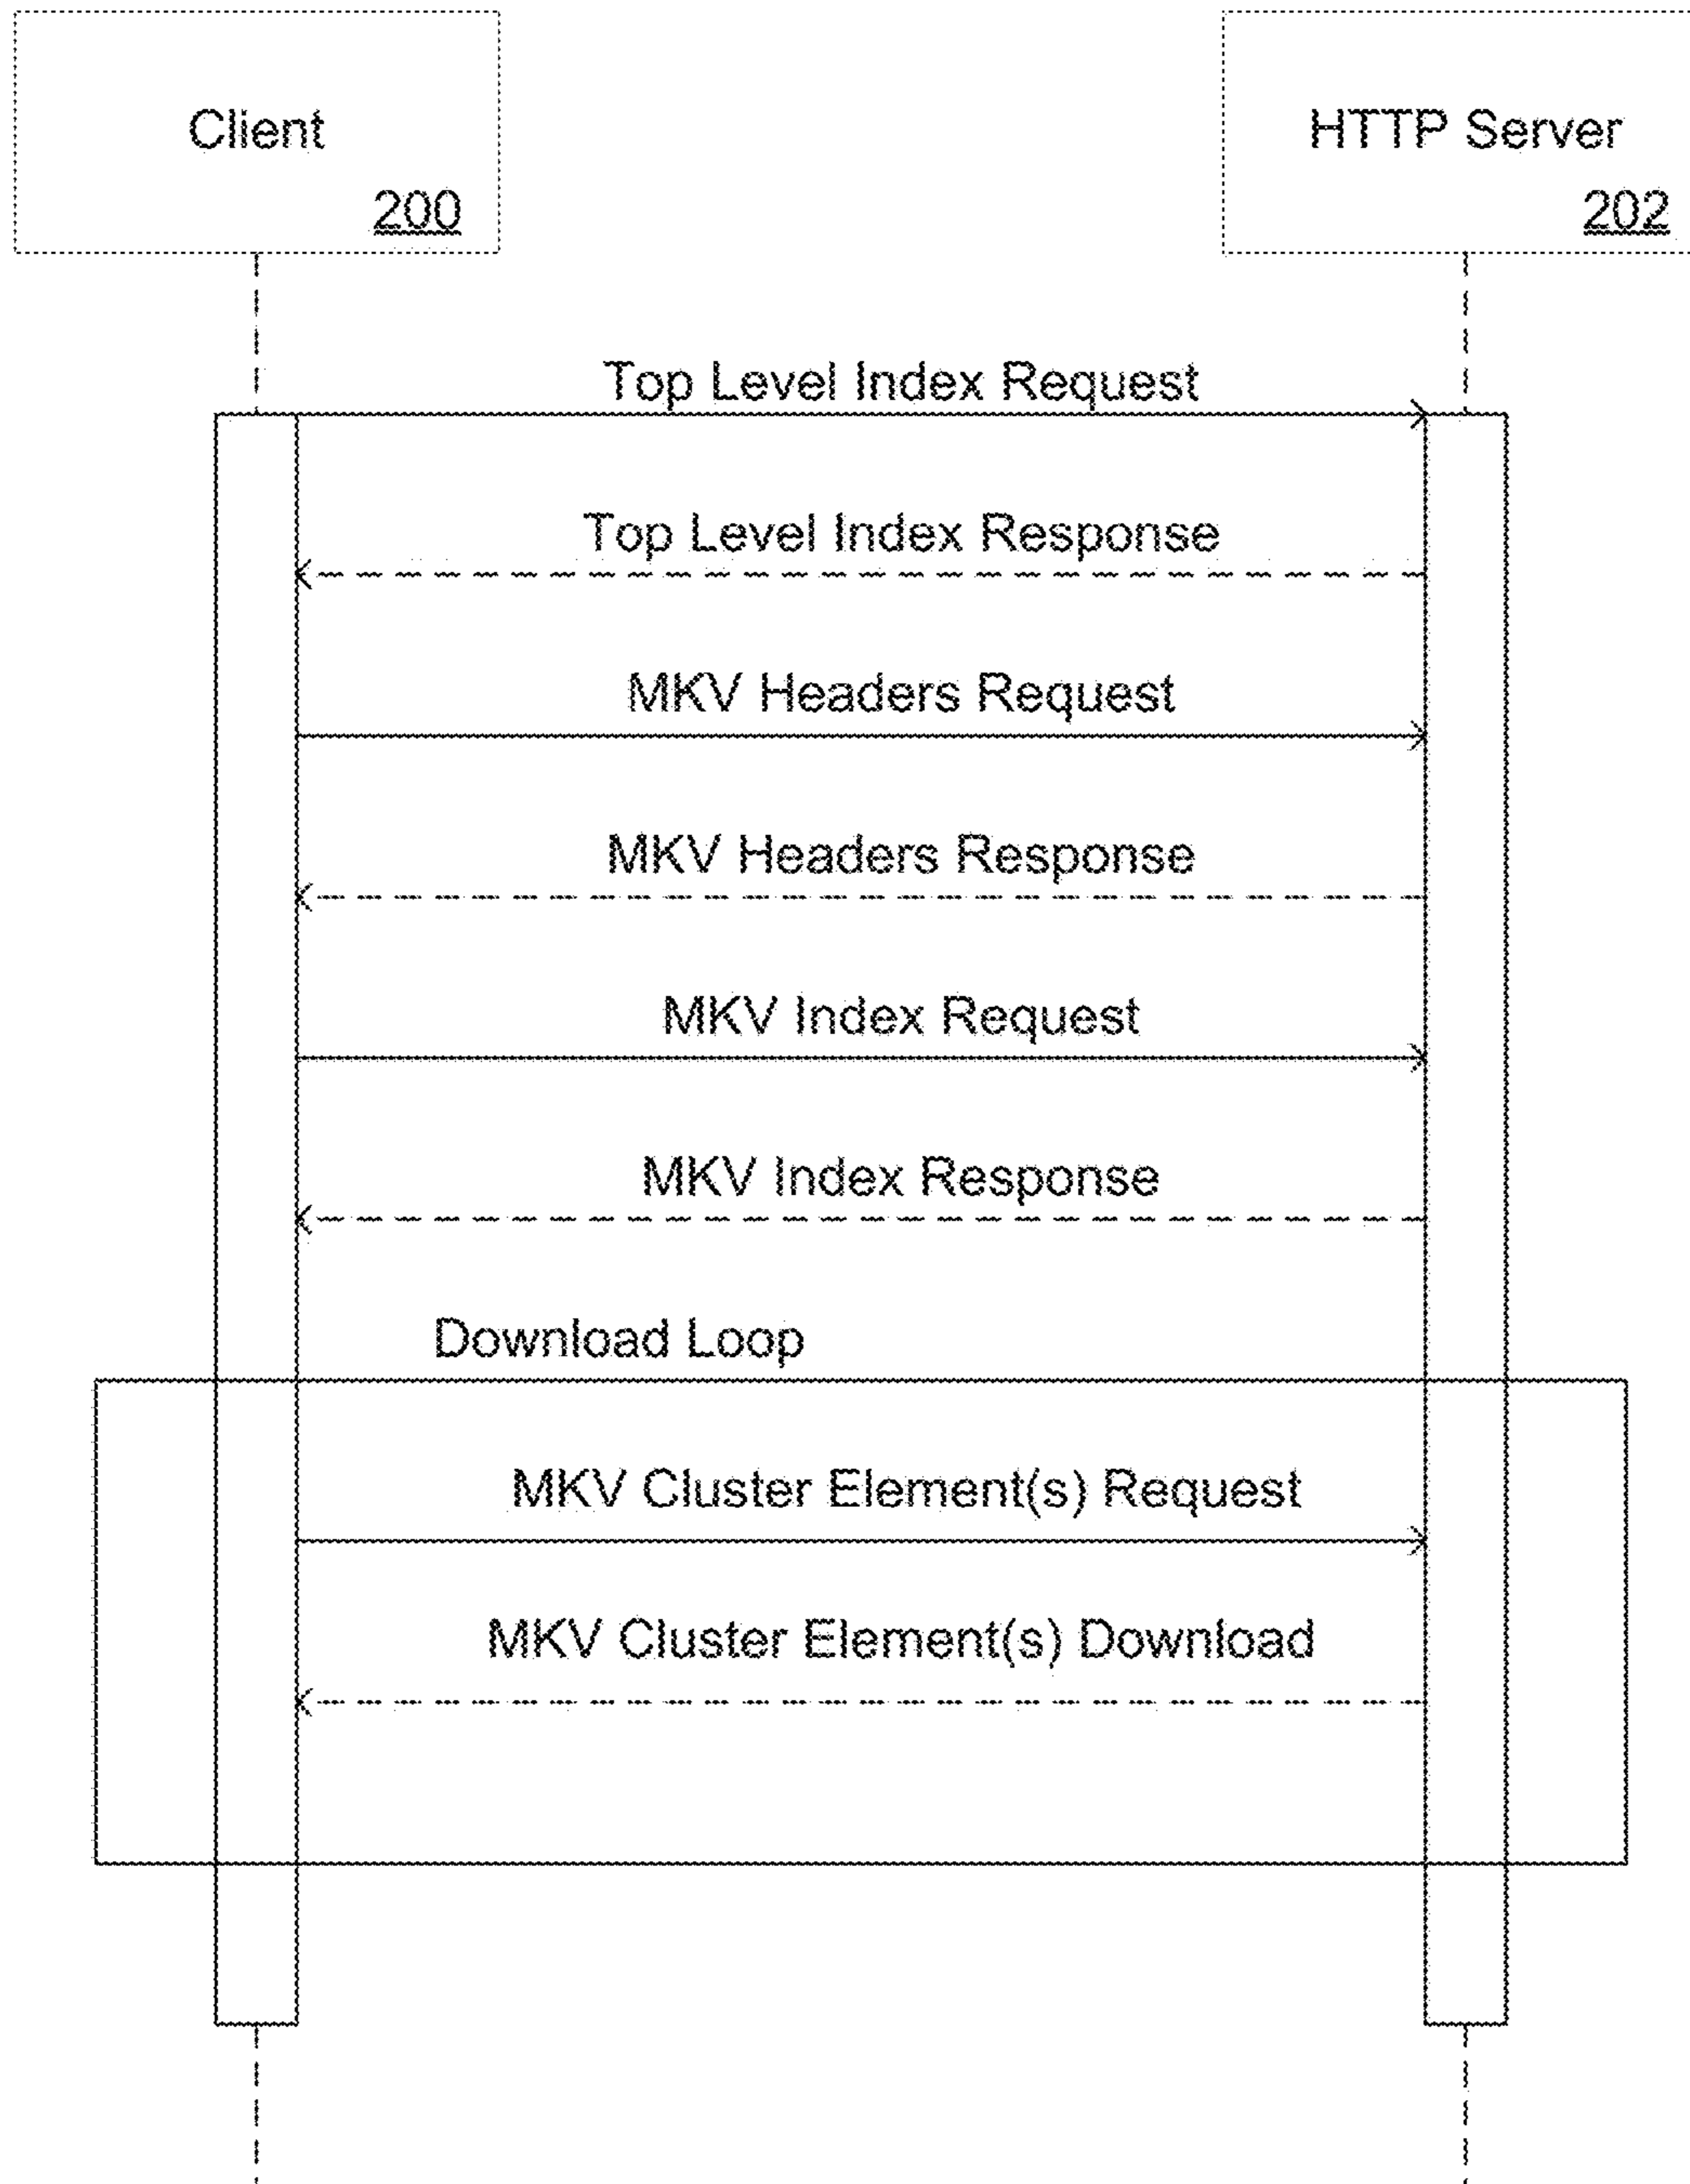 Client
200
HTTP Server
202
Top Level Index Request
Top Level Index Response
MKV Headers Request
MKV Headers Response
MKV Index Request
MKV Index Response
Download Loop
MKV Cluster Element(s) Request
MKV Cluster Element(s) Download